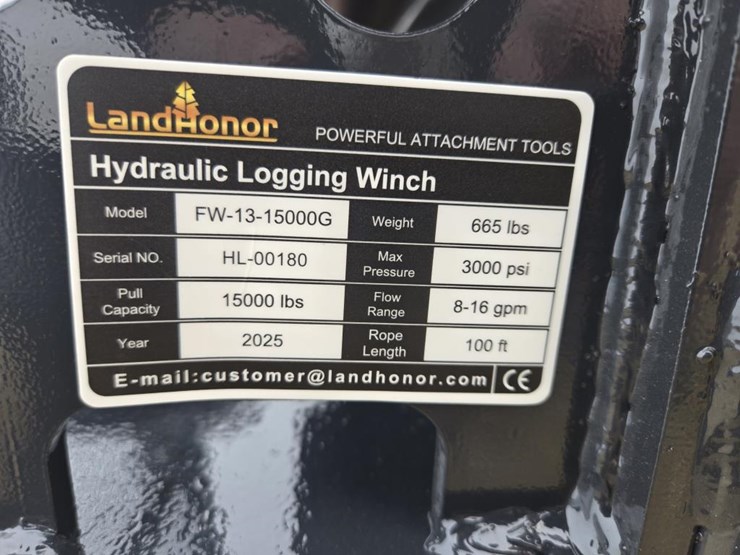 LandHonor
POWERFUL ATTACHMENT TOOLS
Hydraulic Logging Winch
Model FW-13-15000G Weight 665 lbs
Serial NO. HL-00180 Max Pressure 3000 psi
Pull Capacity 15000 lbs Flow Range 8-16 gpm
Year 2025 Rope Length 100 ft
E-mail:customer@landhonor.com CE